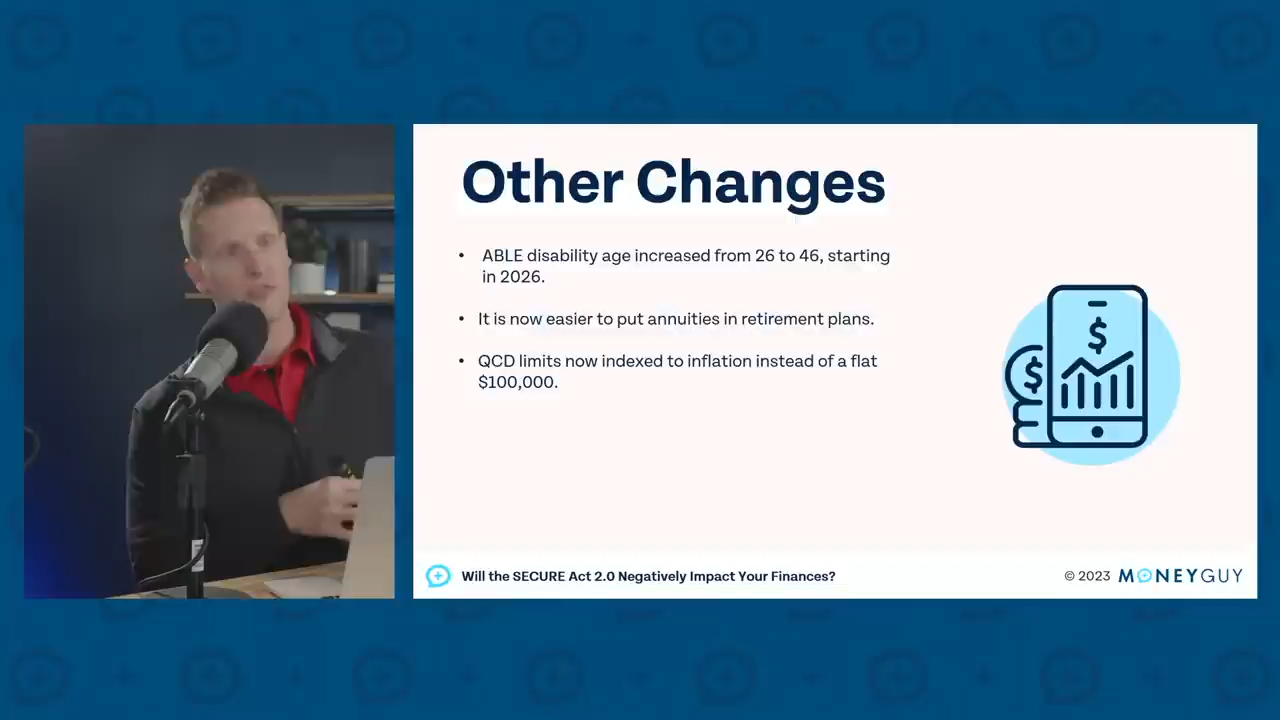 Other Changes
• ABLE disability age increased from 26 to 46, starting
in 2026.
• It is now easier to put annuities in retirement plans.
• QCD limits now indexed to inflation instead of a flat
$100,000.
Will the SECURE Act 2.0 Negatively Impact Your Finances?
© 2023 MONEYGUY